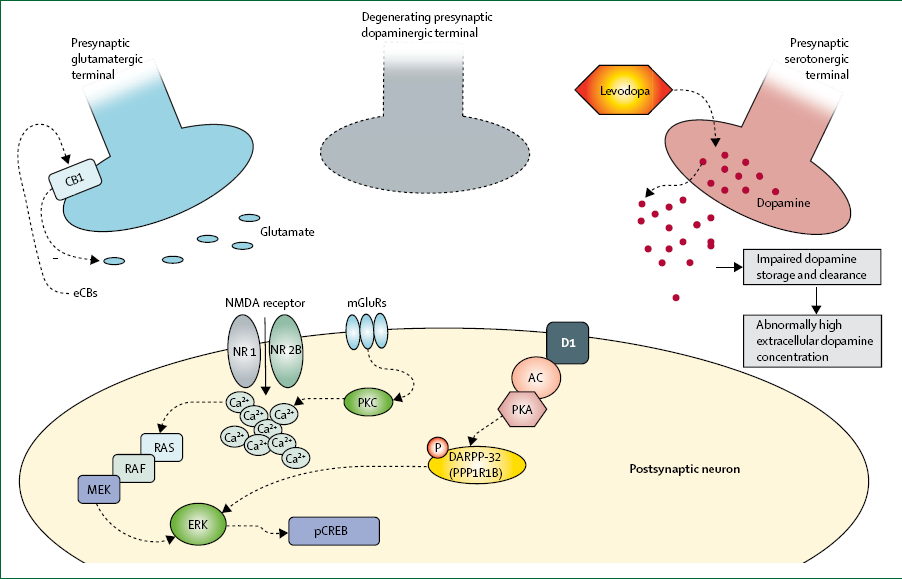 Degenerating presynaptic
dopaminergic terminal
Presynaptic
glutamatergic
terminal
Presynaptic
serotonergic
terminal
Levodopa
CB1
Dopamine
Glutamate
–
eCBs
Impaired dopamine
storage and clearance
Abnormally high
extracellular dopamine
concentration
NMDA receptor
mGluRs
NR 1
NR 2B
D1
AC
PKA
PKC
Ca²⁺
Ca²⁺
Ca²⁺
Ca²⁺
Ca²⁺
Ca²⁺
Ca²⁺
Ca²⁺
RAS
RAF
MEK
P
DARPP-32
(PPP1R1B)
Postsynaptic neuron
ERK
pCREB